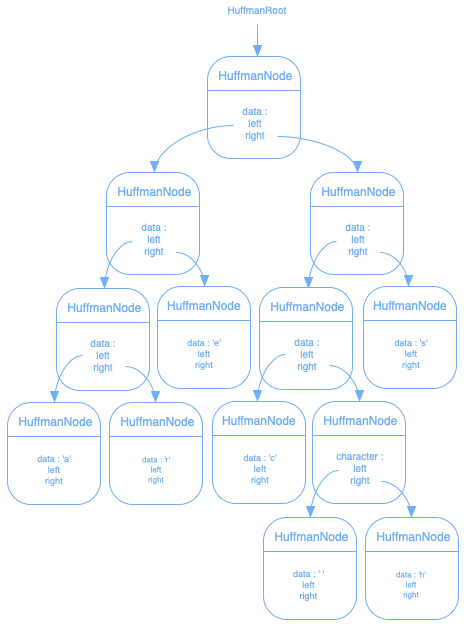 HuffmanRoot
HuffmanNode
data :
left
right
HuffmanNode
data :
left
right
HuffmanNode
data :
left
right
HuffmanNode
data :
left
right
HuffmanNode
data : 'e'
left
right
HuffmanNode
data :
left
right
HuffmanNode
data : 's'
left
right
HuffmanNode
data : 'a'
left
right
HuffmanNode
data : 'r'
left
right
HuffmanNode
data : 'c'
left
right
HuffmanNode
character :
left
right
HuffmanNode
data : ' '
left
right
HuffmanNode
data : 'h'
left
right